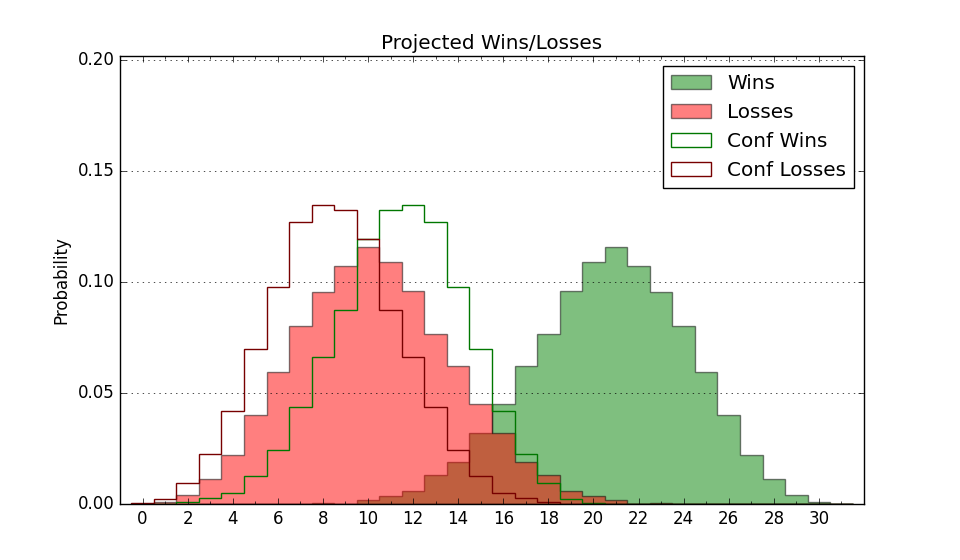 Projected Wins/Losses
Wins
Losses
Conf Wins
Conf Losses
Probability
0.20
0.15
0.10
0.05
0.00
0 2 4 6 8 10 12 14 16 18 20 22 24 26 28 30